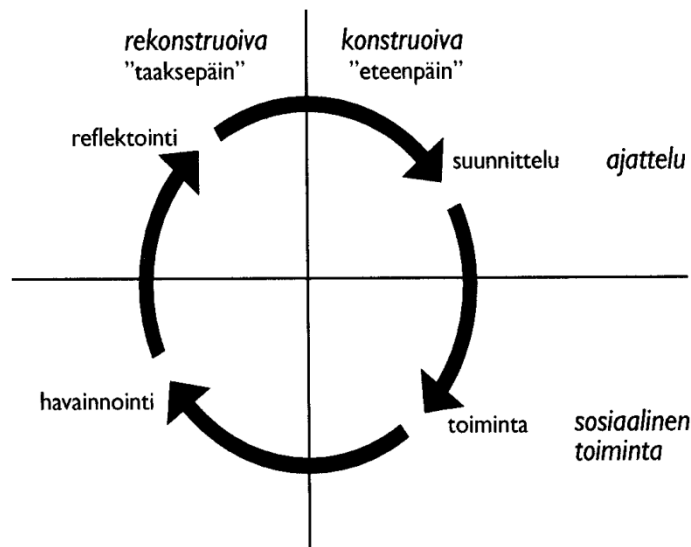 rekonstruoiva
"taaksepäin"
konstruoiva
"eteenpäin"
reflektointi
suunnittelu
ajattelu
havainnointi
toiminta
sosiaalinen
toiminta